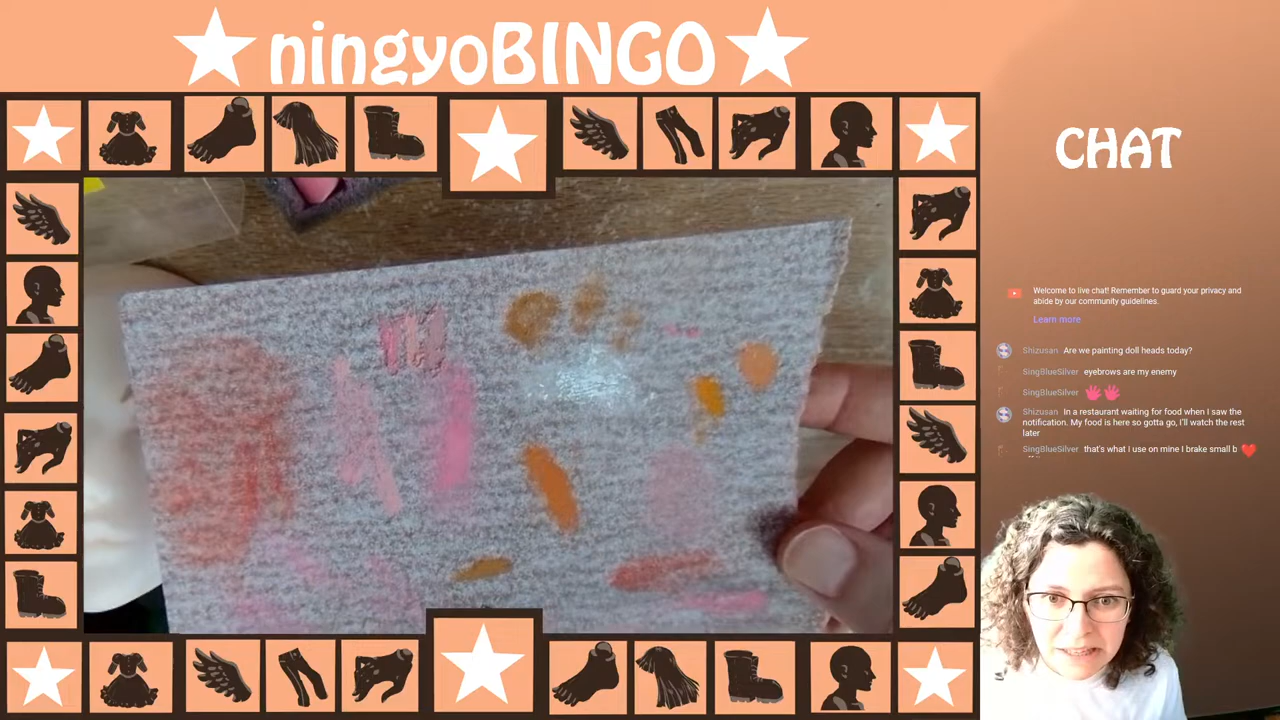 ningyoBINGO
CHAT
Welcome to live chat! Remember to guard your privacy and
abide by our community guidelines.
Learn more
Shizusan Are we painting doll heads today?
SingBlueSilver eyebrows are my enemy
SingBlueSilver
Shizusan In a restaurant waiting for food when I saw the
notification. My food is here so gotta go, I'll watch the rest
later
SingBlueSilver that's what i use on mine I brake small b